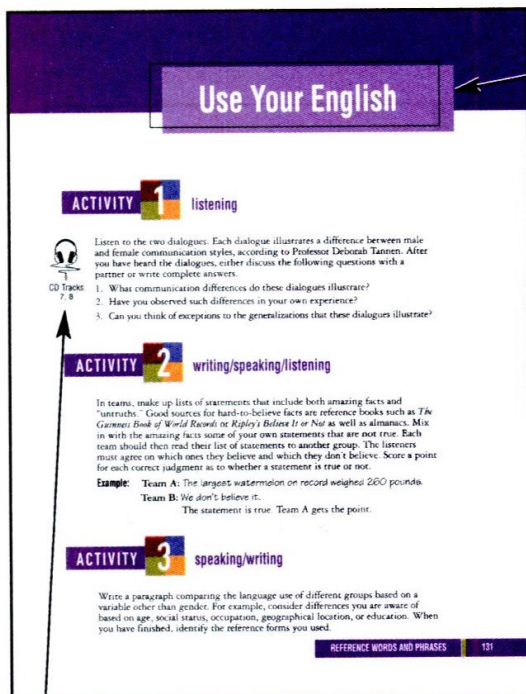 Use Your English
ACTIVITY 1 listening
Listen to the two dialogues. Each dialogue illustrates a difference between male
and female communication styles, according to Professor Deborah Tannen. After
you have heard the dialogues, either discuss the following questions with a
partner or write complete answers.
CD Tracks
7, 8
1. What communication differences do these dialogues illustrate?
2. Have you observed such differences in your own experience?
3. Can you think of exceptions to the generalizations that these dialogues illustrate?
ACTIVITY 2 writing/speaking/listening
In teams, make up lists of statements that include both amazing facts and
"untruths." Good sources for hard-to-believe facts are reference books such as The
Guinness Book of World Records or Ripley's Believe It or Not as well as almanacs. Mix
in with the amazing facts some of your own statements that are not true. Each
team should then read their list of statements to another group. The listeners
must agree on which ones they believe and which they don't believe. Score a point
for each correct judgment as to whether a statement is true or not.
Example: Team A: The largest watermelon on record weighed 260 pounds.
Team B: We don't believe it.
The statement is true. Team A gets the point.
ACTIVITY 3 speaking/writing
Write a paragraph comparing the language use of different groups based on a
variable other than gender. For example, consider differences you are aware of
based on age, social status, occupation, geographical location, or education. When
you have finished, identify the reference forms you used.
REFERENCE WORDS AND PHRASES 131